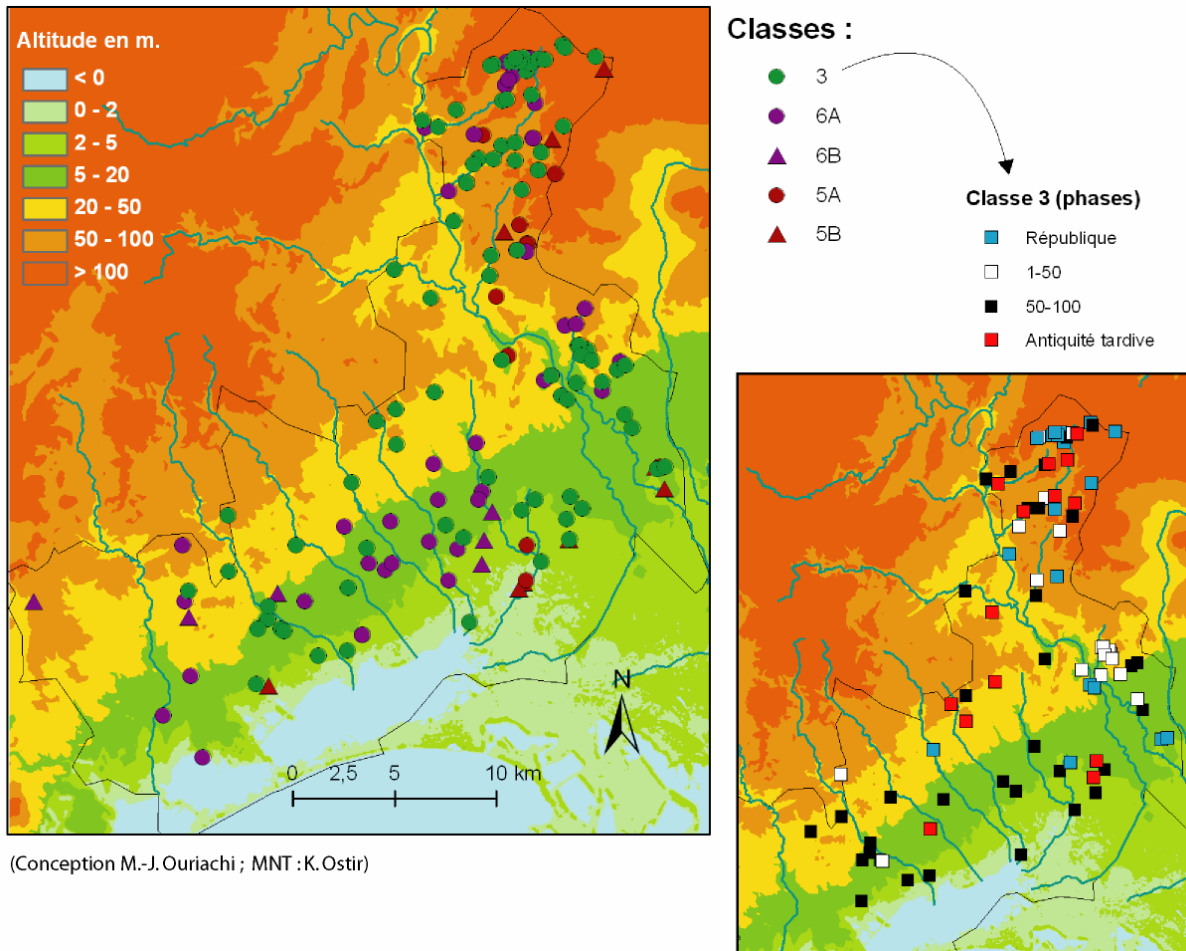 Altitude en m.
< 0
0 - 2
2 - 5
5 - 20
20 - 50
50 - 100
> 100
N
0 2,5 5 10 km
(Conception M.-J. Ouriachi ; MNT : K. Ostir)
Classes :
3
6A
6B
5A
5B
Classe 3 (phases)
République
1-50
50-100
Antiquité tardive